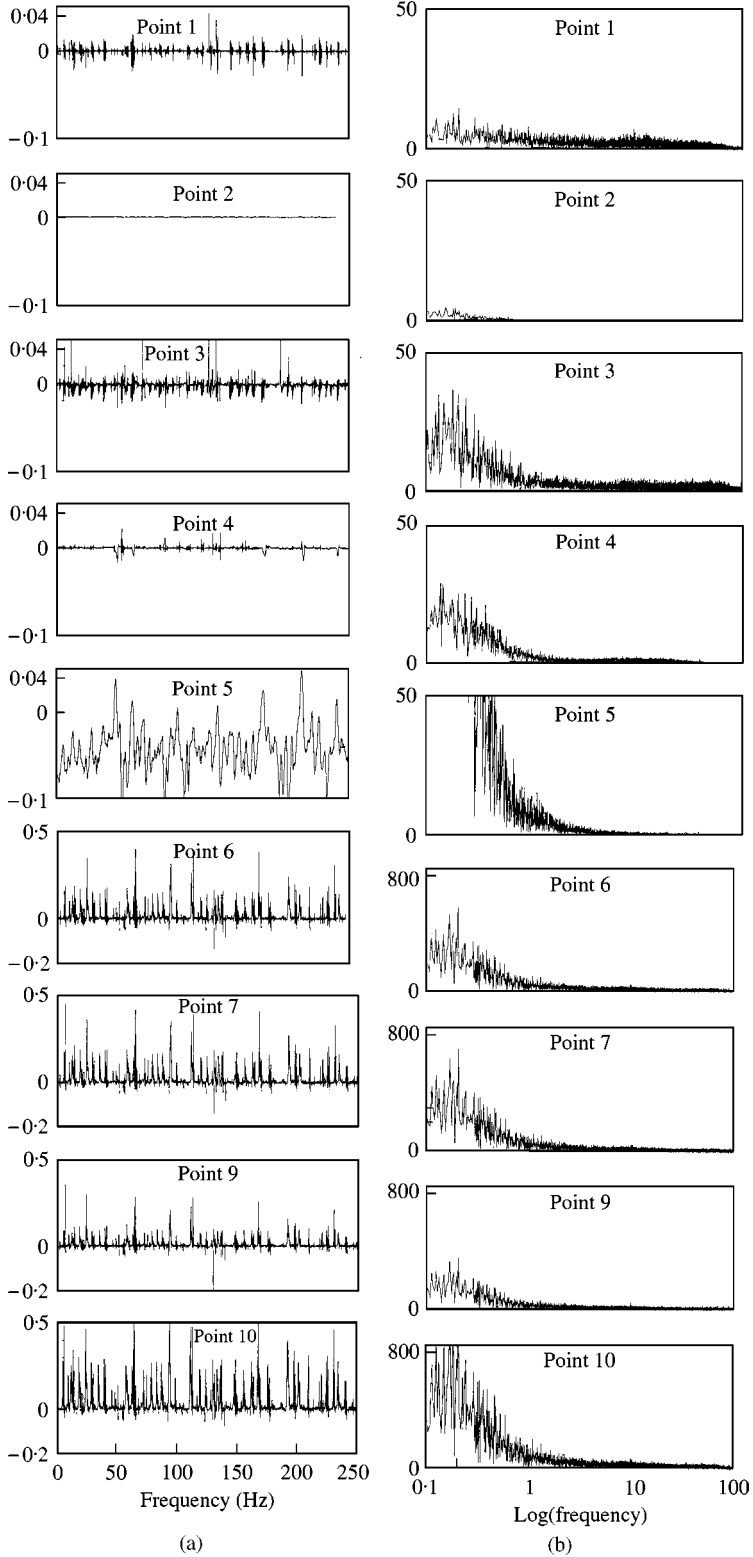 0·04
Point 1
0
−0·1
0·04
Point 2
0
−0·1
0·04
Point 3
0
−0·1
0·04
Point 4
0
−0·1
0·04
Point 5
0
−0·1
0·5
Point 6
0
−0·2
0·5
Point 7
0
−0·2
0·5
Point 9
0
−0·2
0·5
Point 10
0
−0·2
0 50 100 150 200 250
Frequency (Hz)
(a)
50
Point 1
0
50
Point 2
0
50
Point 3
0
50
Point 4
0
50
Point 5
0
800
Point 6
0
800
Point 7
0
800
Point 9
0
800
Point 10
0
0·1 1 10 100
Log(frequency)
(b)